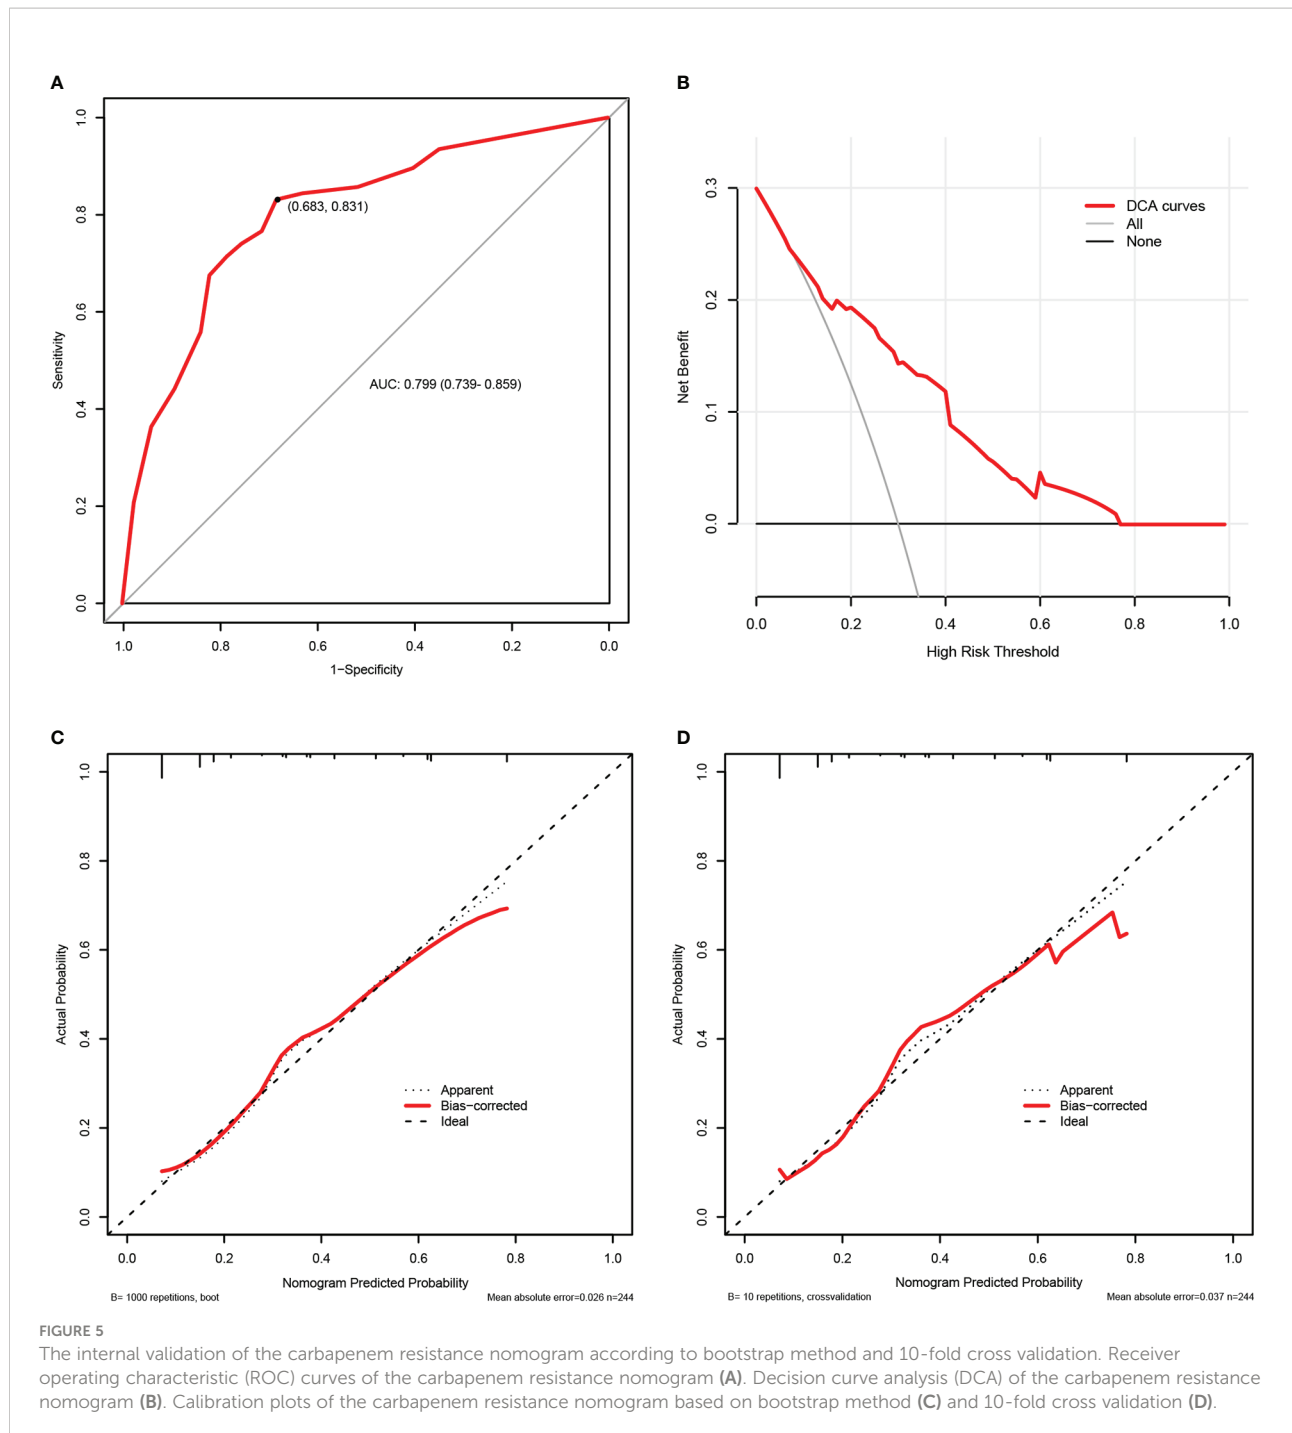 A
1.0
0.8
0.6
0.4
0.2
0.0
Sensitivity
(0.683, 0.831)
AUC: 0.799 (0.739- 0.859)
1.0
0.8
0.6
0.4
0.2
0.0
1−Specificity
B
0.3
0.2
0.1
0.0
Net Benefit
DCA curves
All
None
0.0
0.2
0.4
0.6
0.8
1.0
High Risk Threshold
C
1.0
0.8
0.6
0.4
0.2
0.0
Actual Probability
Apparent
Bias−corrected
Ideal
0.0
0.2
0.4
0.6
0.8
1.0
Nomogram Predicted Probability
B= 1000 repetitions, boot
Mean absolute error=0.026 n=244
D
1.0
0.8
0.6
0.4
0.2
0.0
Actual Probability
Apparent
Bias−corrected
Ideal
0.0
0.2
0.4
0.6
0.8
1.0
Nomogram Predicted Probability
B= 10 repetitions, crossvalidation
Mean absolute error=0.037 n=244
FIGURE 5
The internal validation of the carbapenem resistance nomogram according to bootstrap method and 10-fold cross validation. Receiver
operating characteristic (ROC) curves of the carbapenem resistance nomogram (A). Decision curve analysis (DCA) of the carbapenem resistance
nomogram (B). Calibration plots of the carbapenem resistance nomogram based on bootstrap method (C) and 10-fold cross validation (D).